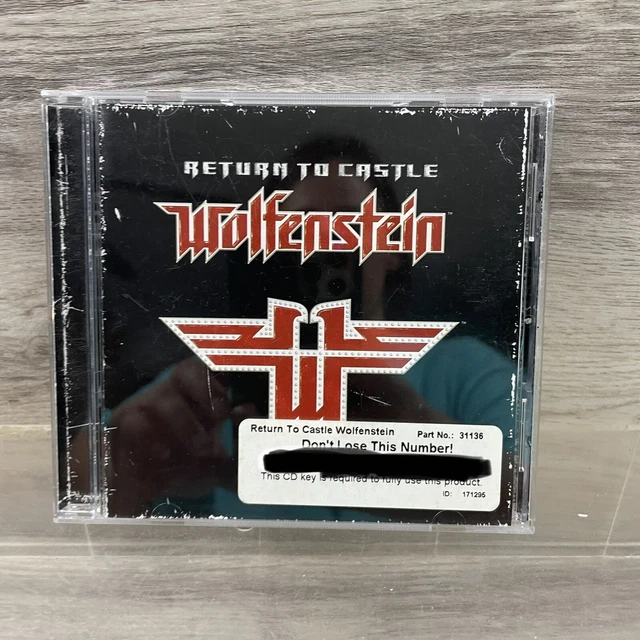 RETURN TO CASTLE
Wolfenstein™
Return To Castle Wolfenstein Part No.: 31136
Don't Lose This Number!
This CD key is required to fully use this product.
ID: 171295